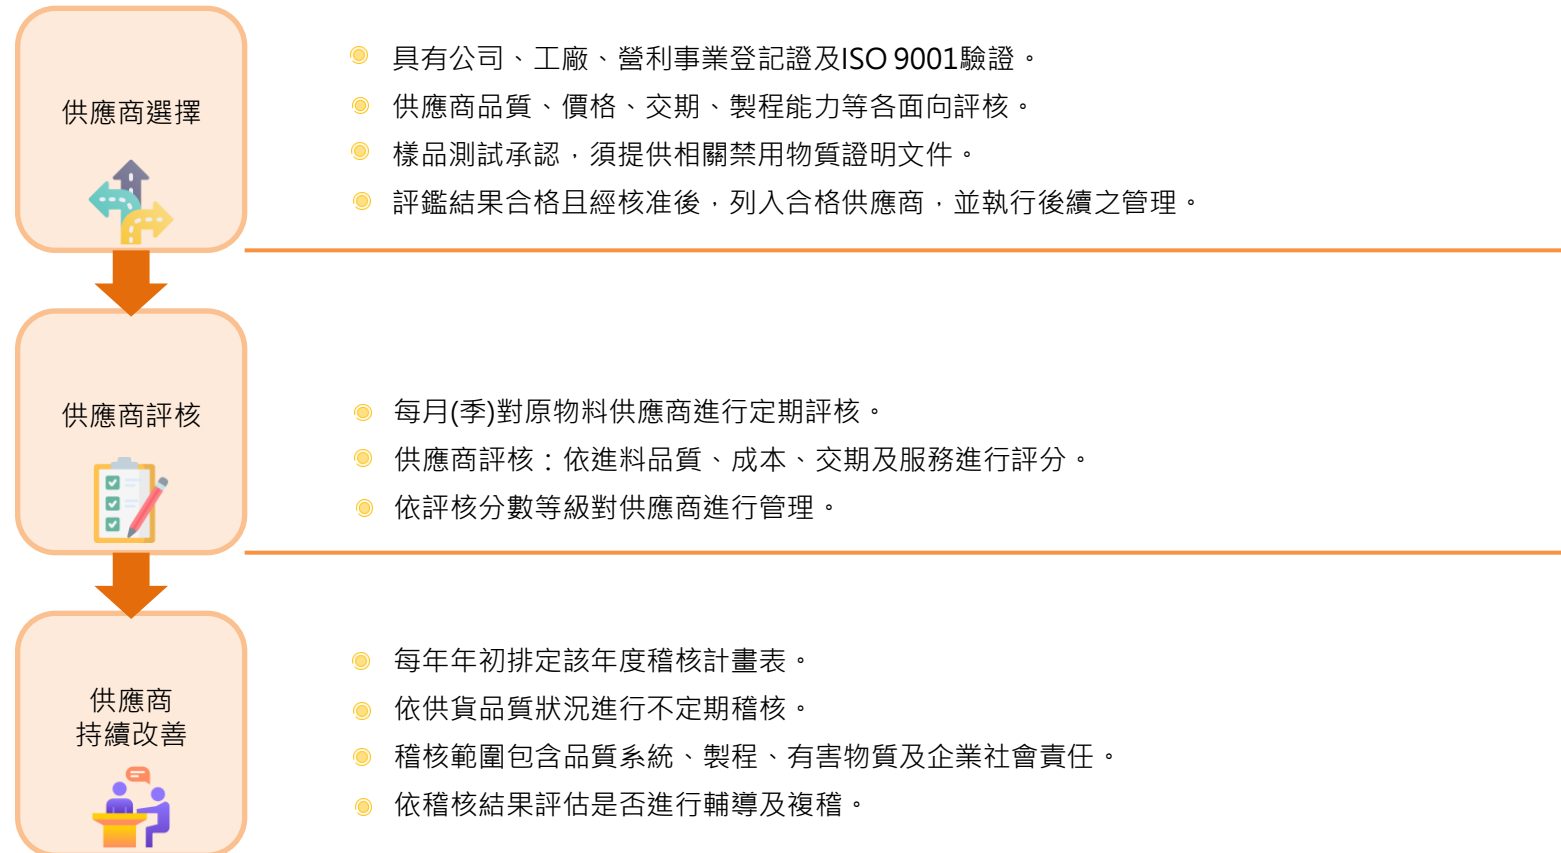 供應商選擇
具有公司、工廠、營利事業登記證及ISO 9001驗證。
供應商品質、價格、交期、製程能力等各面向評核。
樣品測試承認，須提供相關禁用物質證明文件。
評鑑結果合格且經核准後，列入合格供應商，並執行後續之管理。
供應商評核
每月(季)對原物料供應商進行定期評核。
供應商評核：依進料品質、成本、交期及服務進行評分。
依評核分數等級對供應商進行管理。
供應商
持續改善
每年年初排定該年度稽核計畫表。
依供貨品質狀況進行不定期稽核。
稽核範圍包含品質系統、製程、有害物質及企業社會責任。
依稽核結果評估是否進行輔導及複稽。